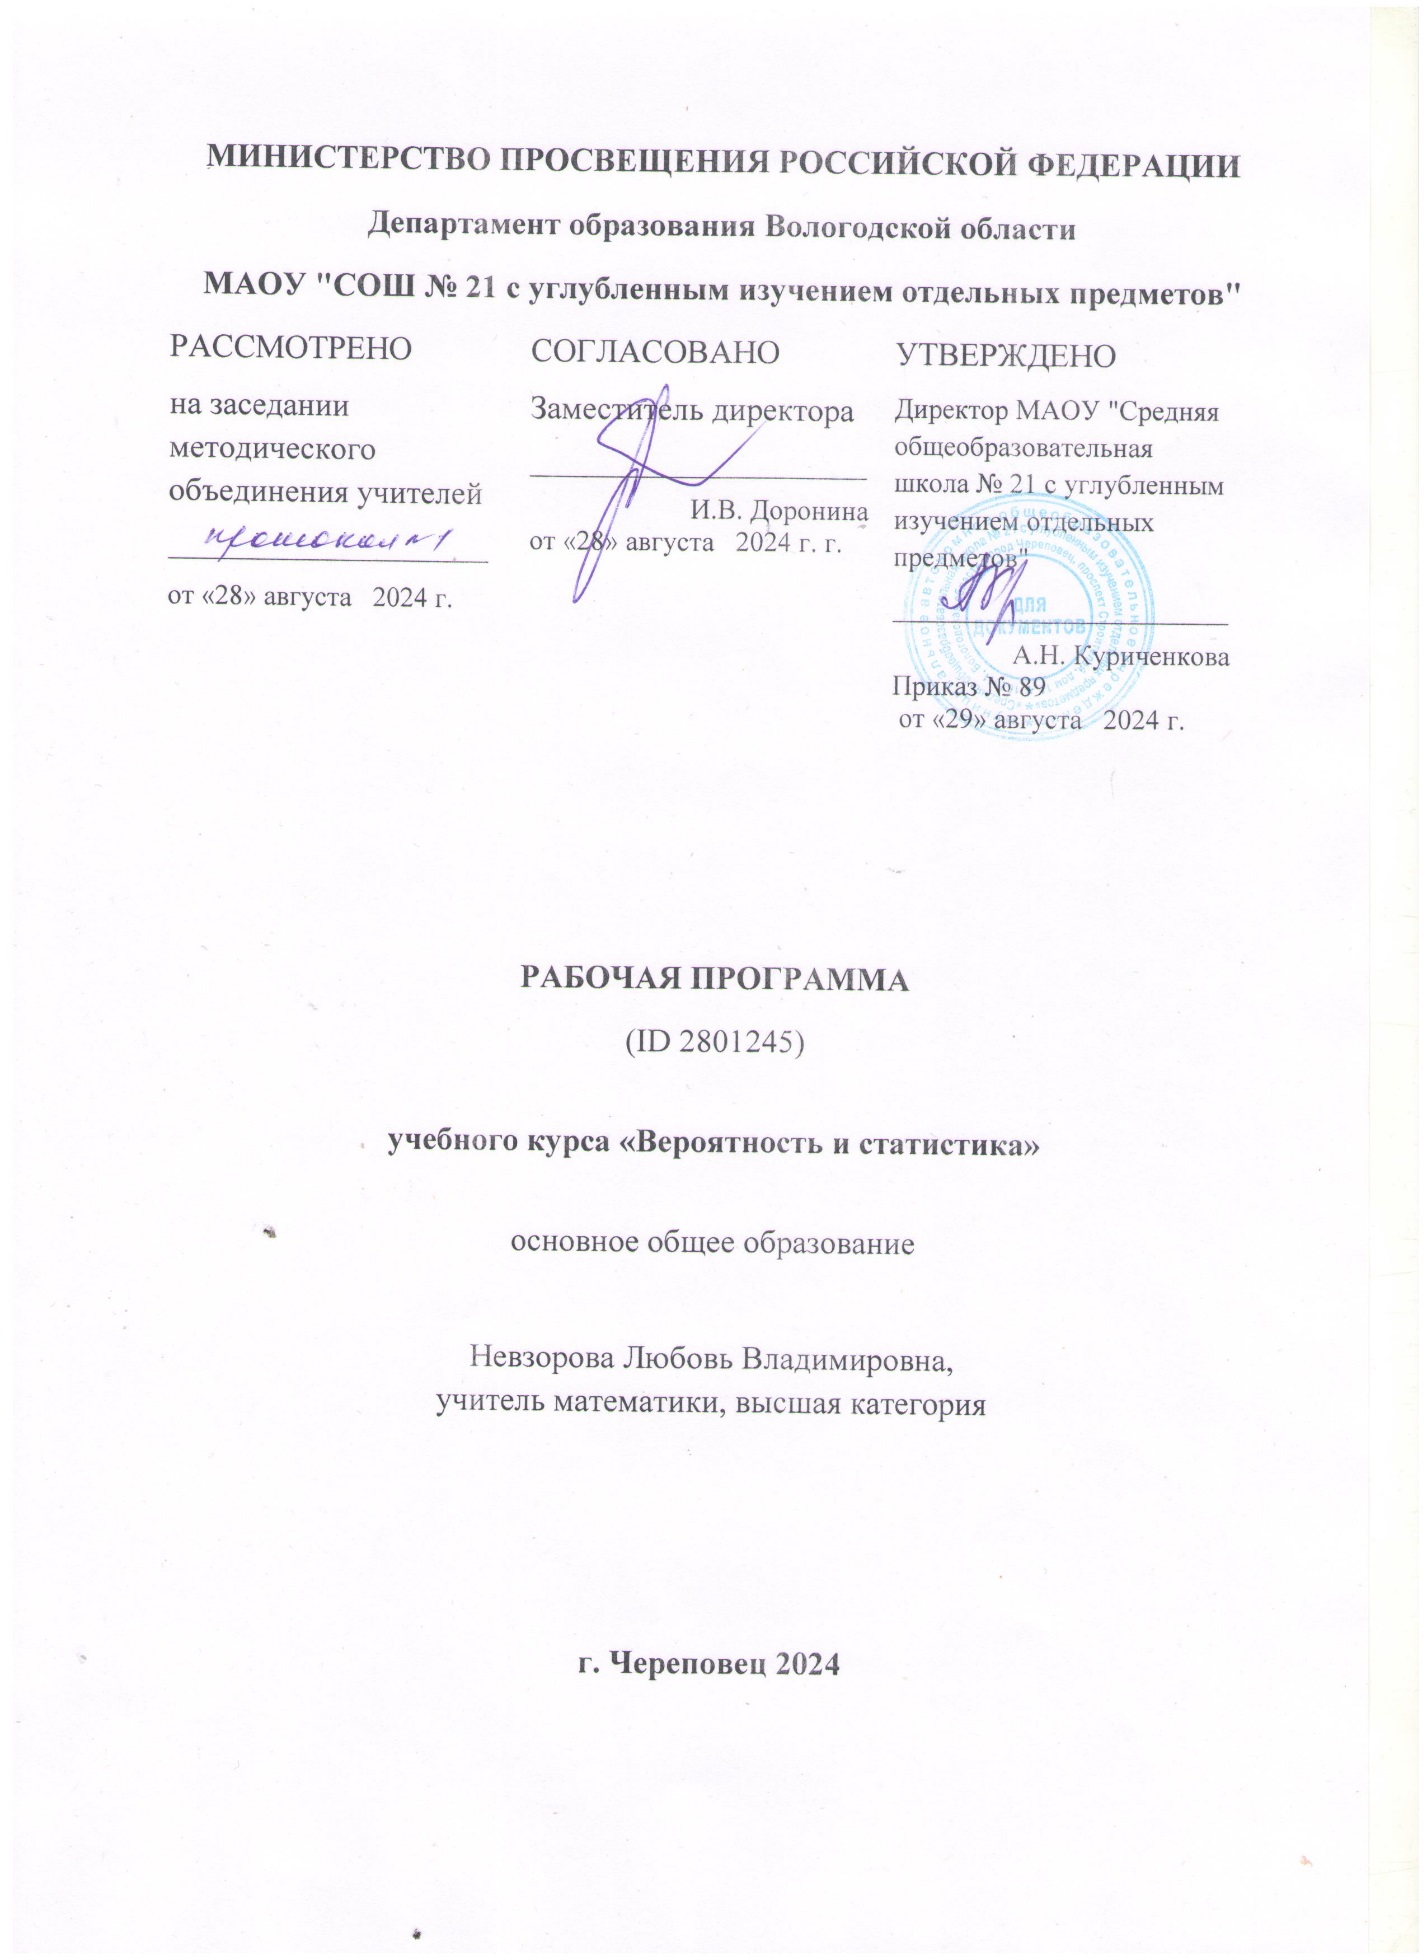 МИНИСТЕРСТВО ПРОСВЕЩЕНИЯ РОССИЙСКОЙ ФЕДЕРАЦИИ
Департамент образования Вологодской области
МАОУ "СОШ № 21 с углубленным изучением отдельных предметов"
РАССМОТРЕНО
на заседании
методического
объединения учителей
протокол №1
от «28» августа 2024 г.
СОГЛАСОВАНО
Заместитель директора
И.В. Доронина
от «28» августа 2024 г. г.
УТВЕРЖДЕНО
Директор МАОУ "Средняя
общеобразовательная
школа № 21 с углубленным
изучением отдельных
предметов"
ДЛЯ
ДОКУМЕНТОВ
А.Н. Куриченкова
Приказ № 89
от «29» августа 2024 г.
РАБОЧАЯ ПРОГРАММА
(ID 2801245)
учебного курса «Вероятность и статистика»
основное общее образование
Невзорова Любовь Владимировна,
учитель математики, высшая категория
г. Череповец 2024